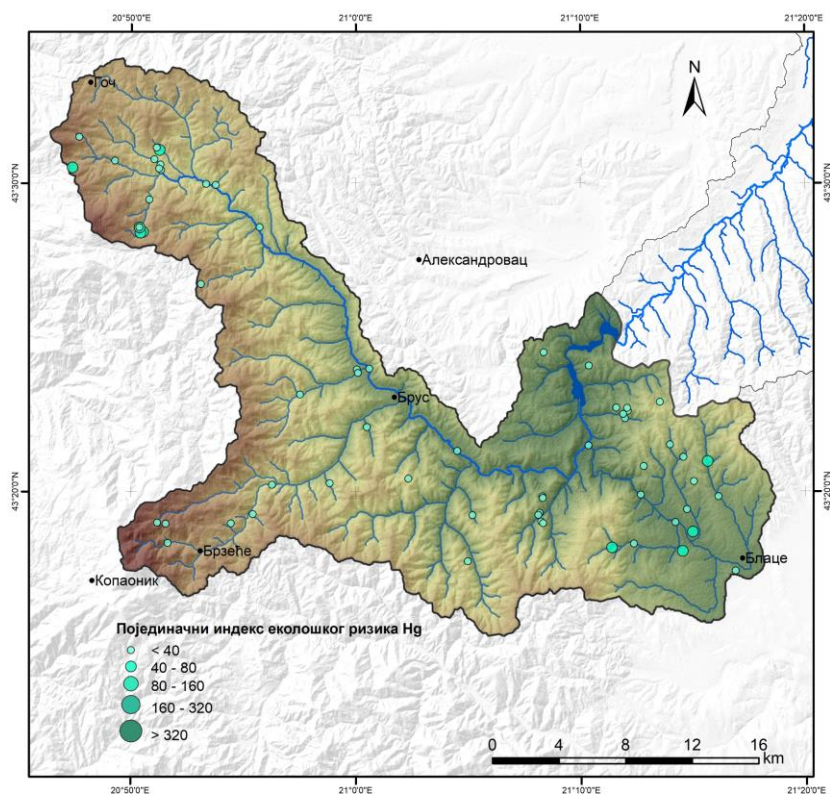 20°50'0"E 21°0'0"E 21°10'0"E 21°20'0"E
N
Гоч
43°30'0"N 43°30'0"N
Александровац
Брус
43°20'0"N 43°20'0"N
Брзеће
Блаце
Копаоник
Појединачни индекс еколошког ризика Hg
< 40
40 - 80
80 - 160
160 - 320
> 320
0 4 8 12 16
km
20°50'0"E 21°0'0"E 21°10'0"E 21°20'0"E